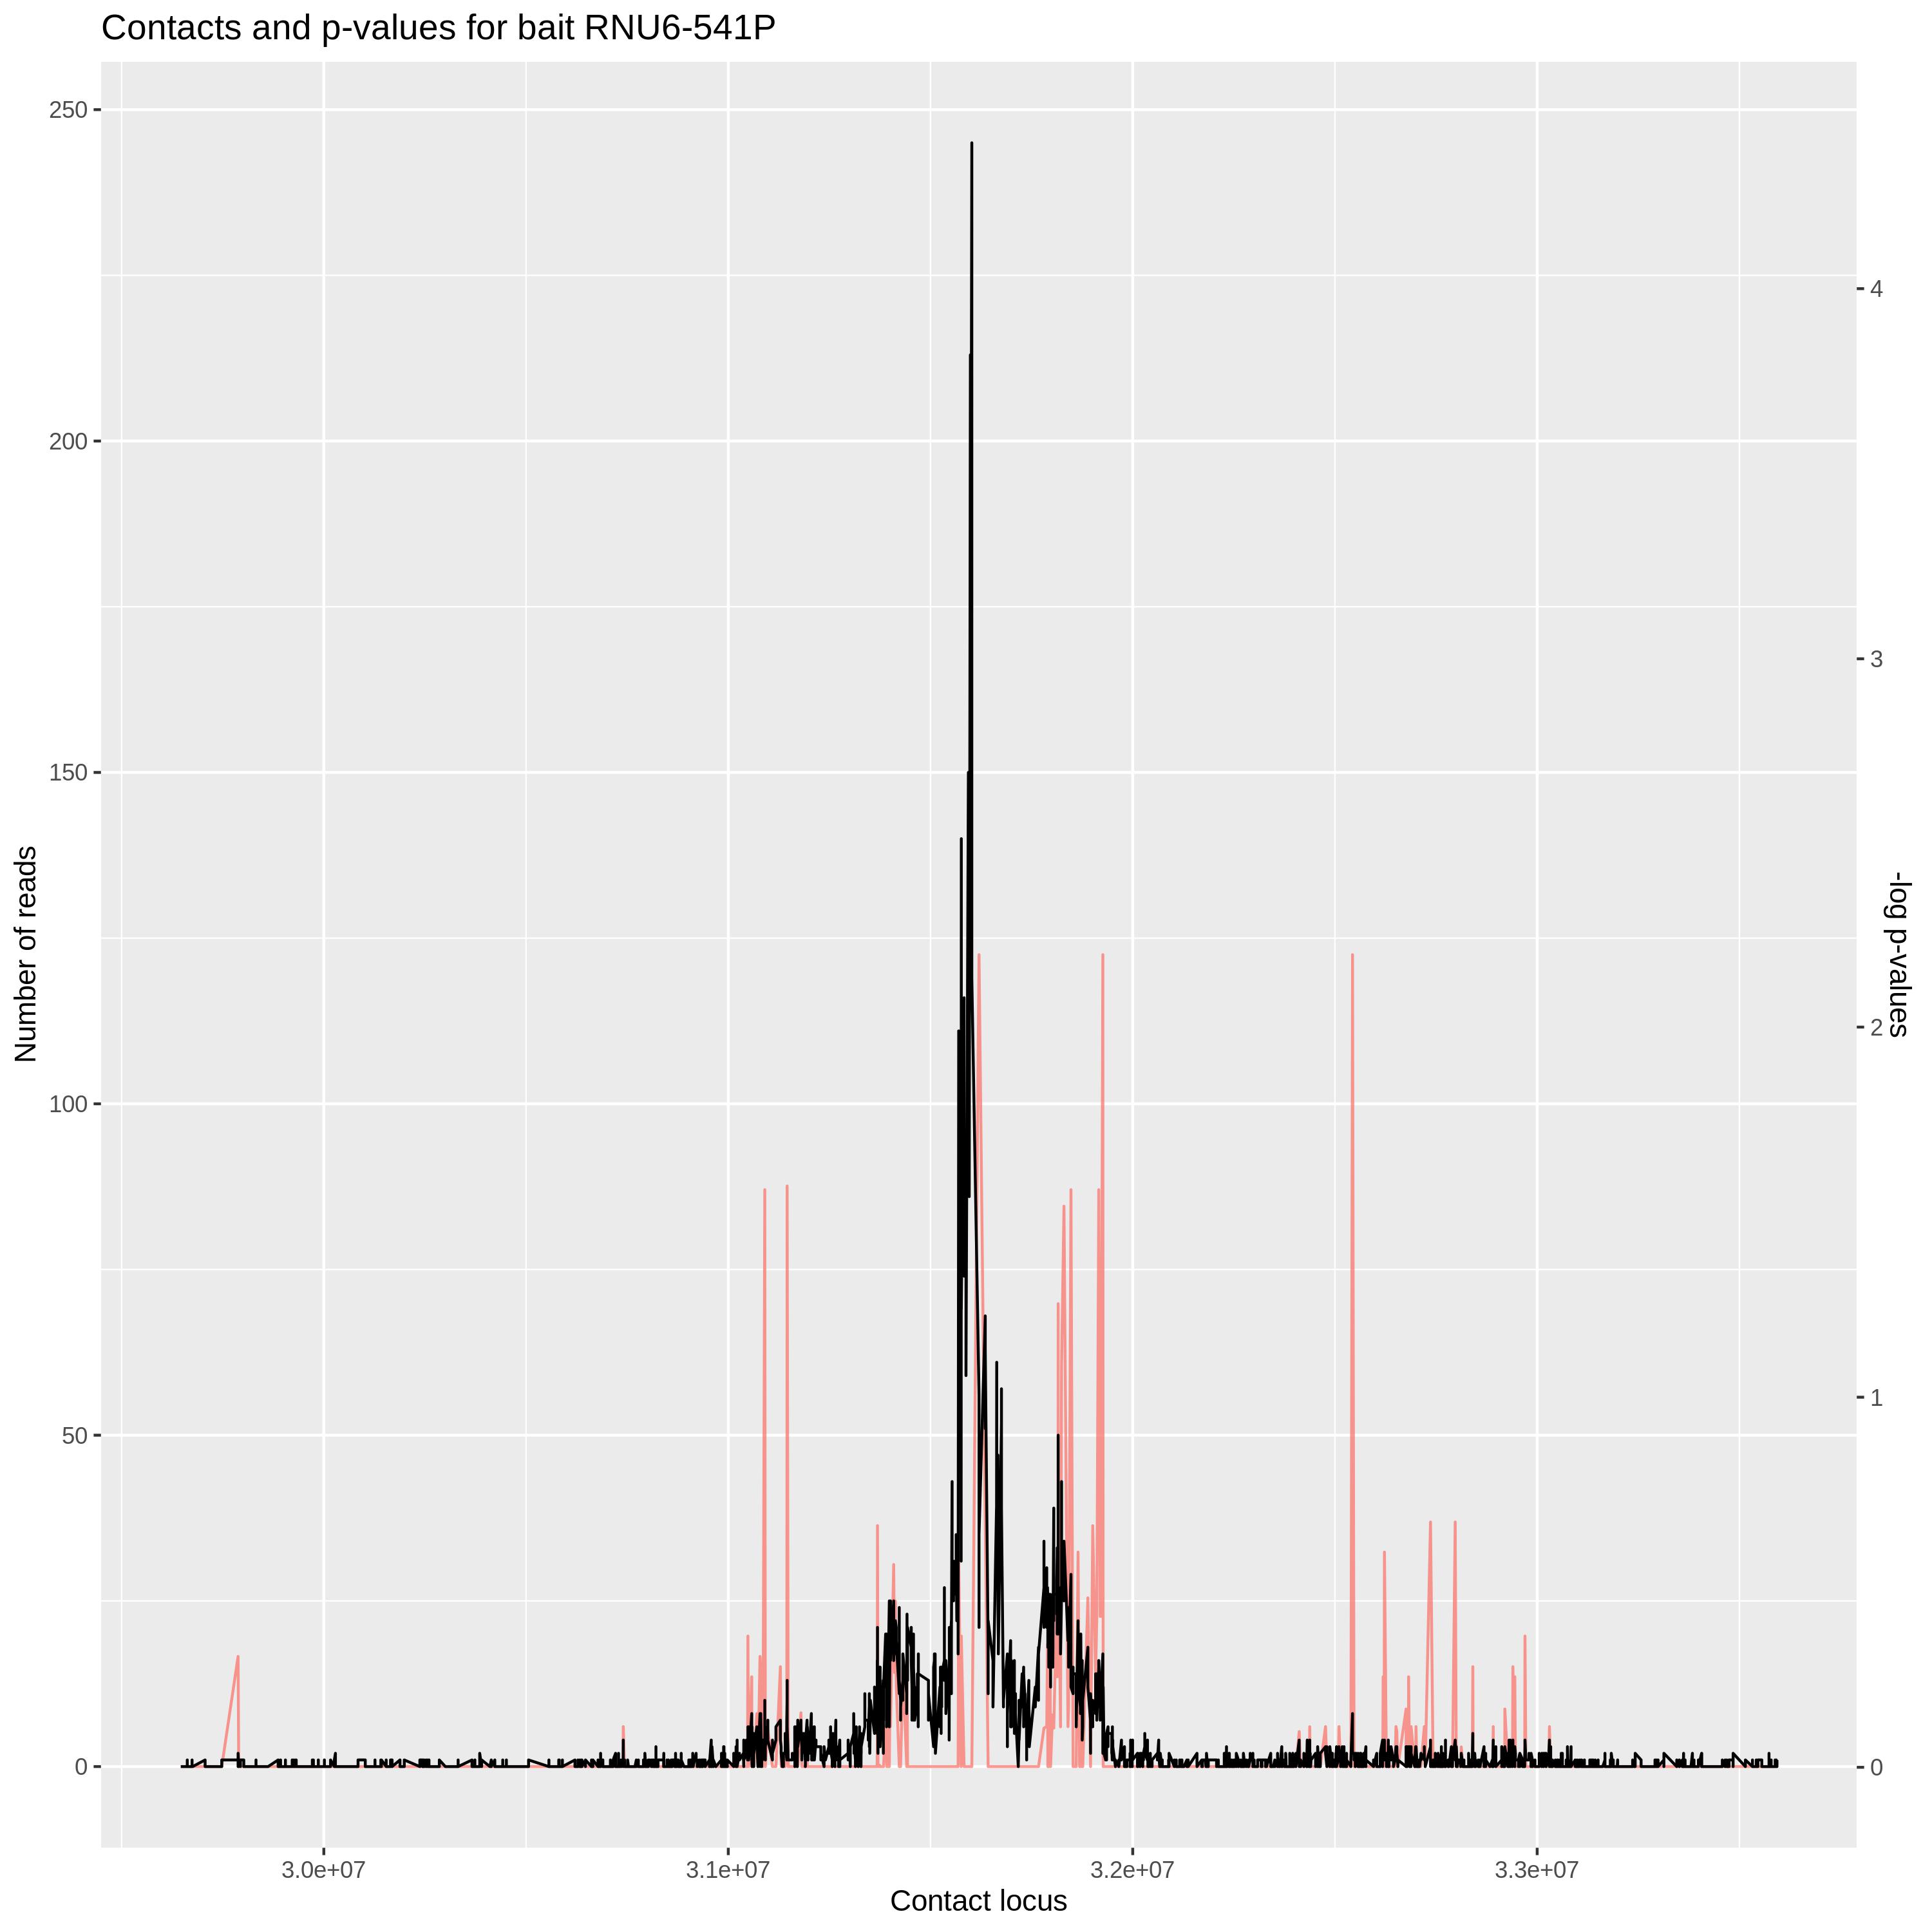 Contacts and p-values for bait RNU6-541P
250
200
150
100
50
0
Number of reads
4
3
2
1
0
-log p-values
3.0e+07
3.1e+07
3.2e+07
3.3e+07
Contact locus